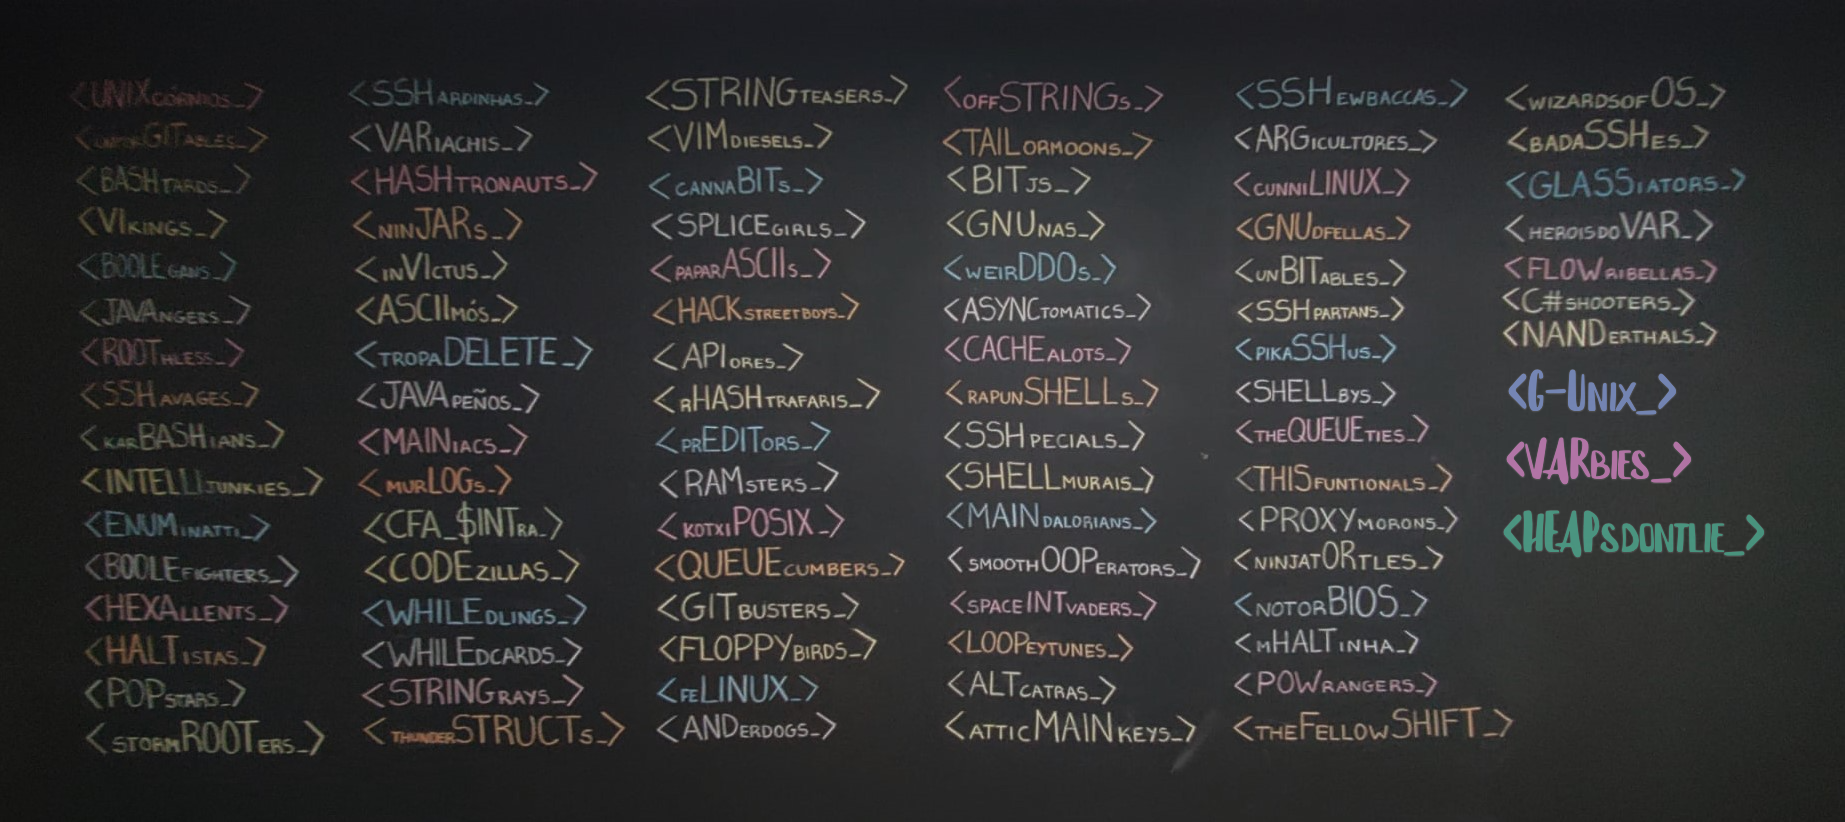 <UNIXCÓRNIOS_>
<UNFORGITABLES_>
<BASHTARDS_>
<VIKINGS_>
<BOOLEGANS_>
<JAVANGERS_>
<ROOTHLESS_>
<SSHAVAGES_>
<KARBASHIANS_>
<INTELLIJUNKIES_>
<ENUMINATTI_>
<BOOLEFIGHTERS_>
<HEXALLENTS_>
<HALTISTAS_>
<POPSTARS_>
<STORMROOTERS_>
<SSHARDINHAS_>
<VARIACHIS_>
<HASHTRONAUTS_>
<NINJARS_>
<INVICTUS_>
<ASCIIMÓS_>
<TROPADELETE_>
<JAVAPEÑOS_>
<MAINIACS_>
<MURLOGS_>
<CFA_$INTRA_>
<CODEZILLAS_>
<WHILEDLINGS_>
<WHILEDCARDS_>
<STRINGRAYS_>
<THUNDERSTRUCTS_>
<STRINGTEASERS_>
<VIMDIESELS_>
<CANNABITS_>
<SPLICEGIRLS_>
<PAPARASCIIS_>
<HACKSTREETBOYS_>
<APIORES_>
<RHASHTRAFARIS_>
<PREDITORS_>
<RAMSTERS_>
<KOTXIPOSIX_>
<QUEUECUMBERS_>
<GITBUSTERS_>
<FLOPPYBIRDS_>
<FELINUX_>
<ANDERDOGS_>
<OFFSTRINGS_>
<TAILORMOONS_>
<BITJS_>
<GNUNAS_>
<WEIRDDOS_>
<ASYNCTOMATICS_>
<CACHEALOTS_>
<RAPUNSHELLS_>
<SSHPECIALS_>
<SHELLMURAIS_>
<MAINDALORIANS_>
<SMOOTHOOPERATORS_>
<SPACEINTVADERS_>
<LOOPEYTUNES_>
<ALTCATRAS_>
<ATTICMAINKEYS_>
<SSHEWBACCAS_>
<ARGICULTORES_>
<CUNNILINUX_>
<GNUDFELLAS_>
<UNBITABLES_>
<SSHPARTANS_>
<PIKASSHUS_>
<SHELLBYS_>
<THEQUEUETIES_>
<THISFUNTIONALS_>
<PROXYMORONS_>
<NINJATORTLES_>
<NOTORBIOS_>
<MHALTINHA_>
<POWRANGERS_>
<THEFELLOWSHIFT_>
<WIZARDSOFOS_>
<BADASSHES_>
<GLASSIATORS_>
<HEROISDOVAR_>
<FLOWRIBELLAS_>
<C#SHOOTERS_>
<NANDERTHALS_>
<G-UNIX_>
<VARBIES_>
<HEAPSDONTLIE_>